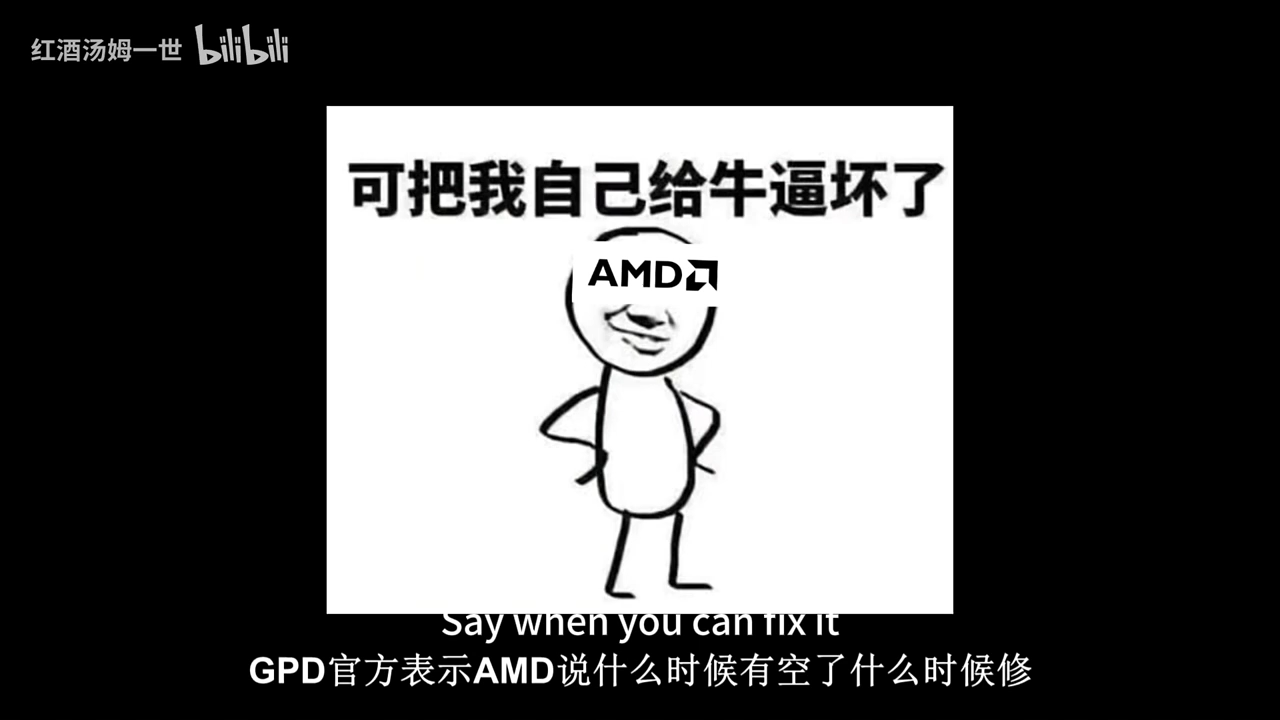 红酒汤姆一世 bilibili
可把我自己给牛逼坏了
AMD
Say when you can fix it
GPD官方表示AMD说什么时候有空了什么时候修